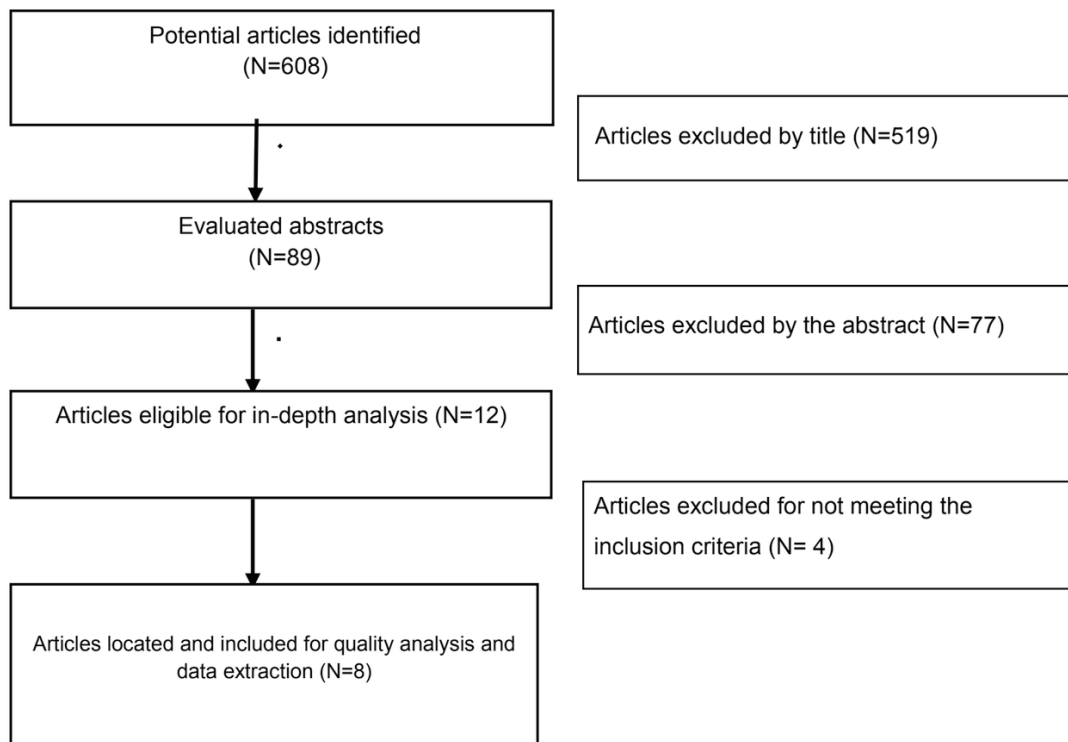 Potential articles identified
(N=608)
Articles excluded by title (N=519)
Evaluated abstracts
(N=89)
Articles excluded by the abstract (N=77)
Articles eligible for in-depth analysis (N=12)
Articles excluded for not meeting the
inclusion criteria (N= 4)
Articles located and included for quality analysis and
data extraction (N=8)